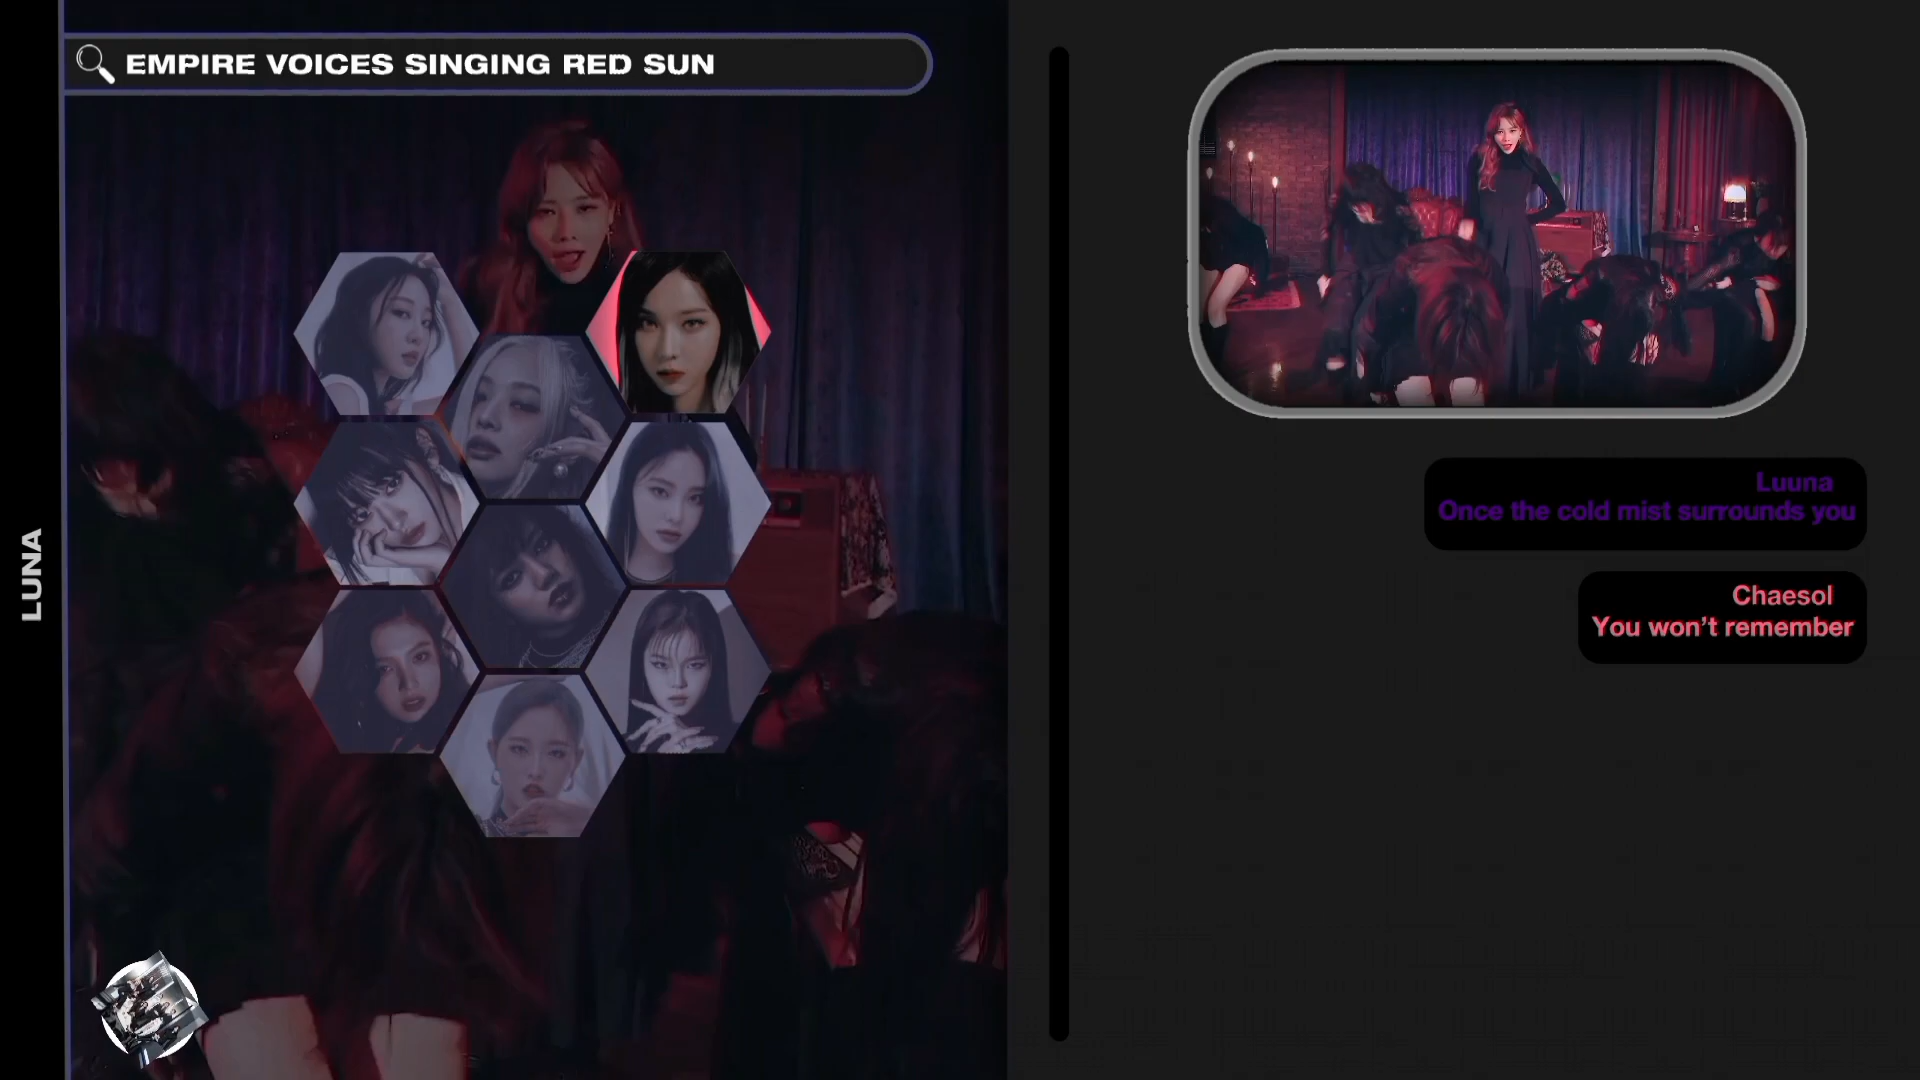 EMPIRE VOICES SINGING RED SUN
LUNA
Luuna
Once the cold mist surrounds you
Chaesol
You won’t remember